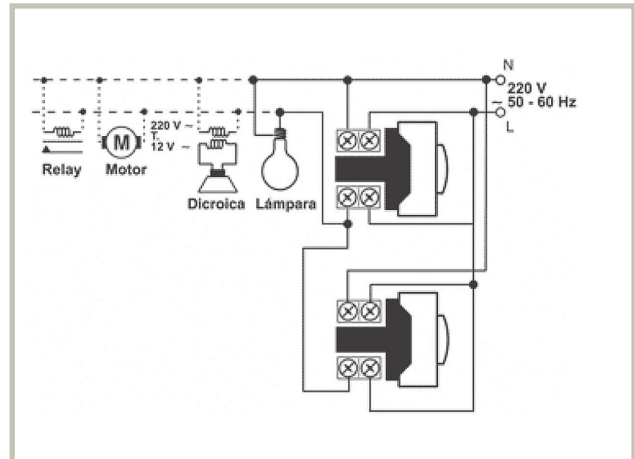 N
220 V
~ 50 - 60 Hz
L
220 V ~
T.
12 V ~
M
Relay
Motor
Dicroica
Lámpara